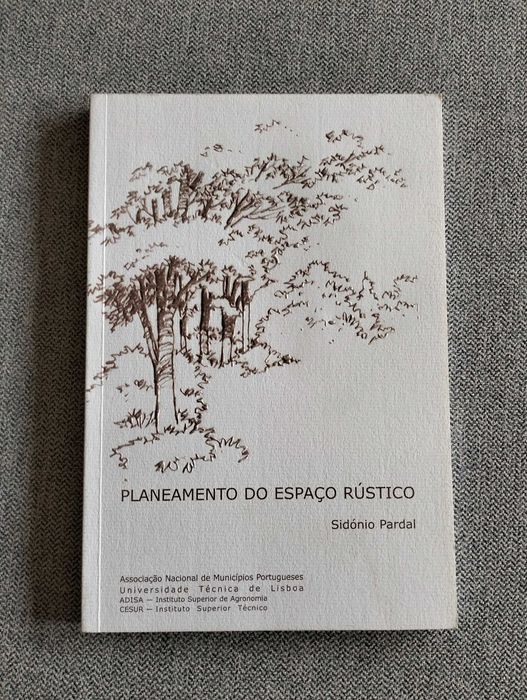 PLANEAMENTO DO ESPAÇO RÚSTICO
Sidónio Pardal
Associação Nacional de Municípios Portugueses
Universidade Técnica de Lisboa
ADISA — Instituto Superior de Agronomia
CESUR — Instituto Superior Técnico